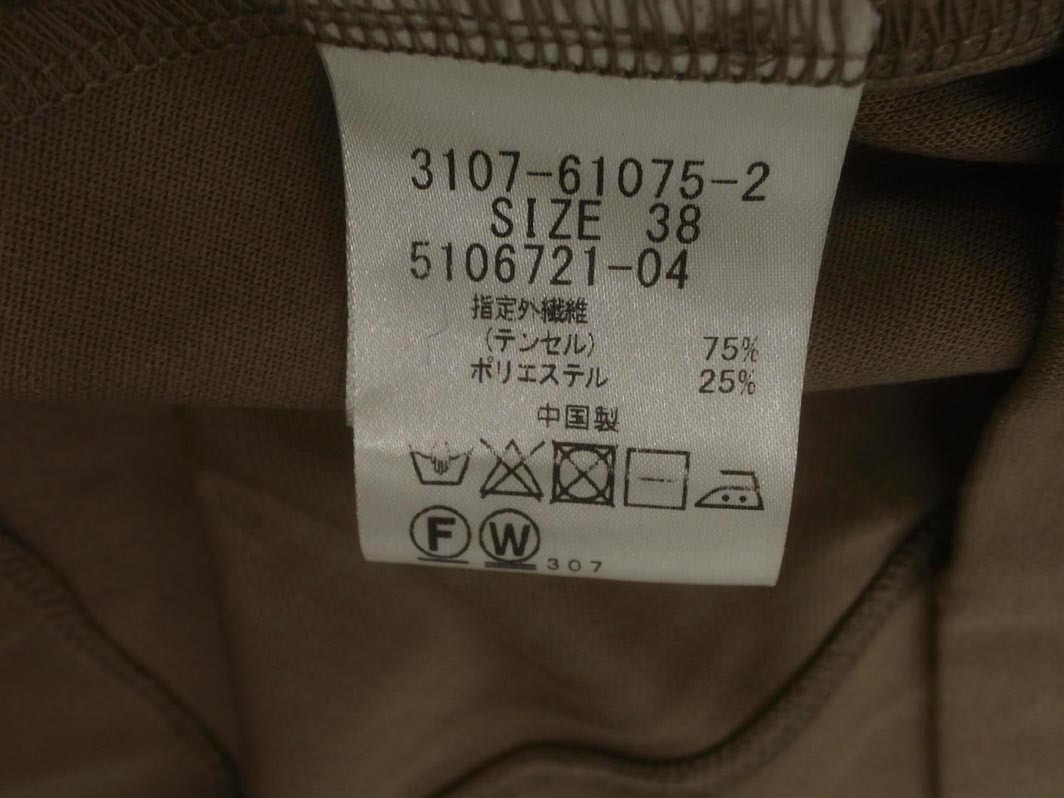 3107-61075-2
SIZE 38
5106721-04
指定外繊維
(テンセル) 75%
ポリエステル 25%
中国製
F W 307